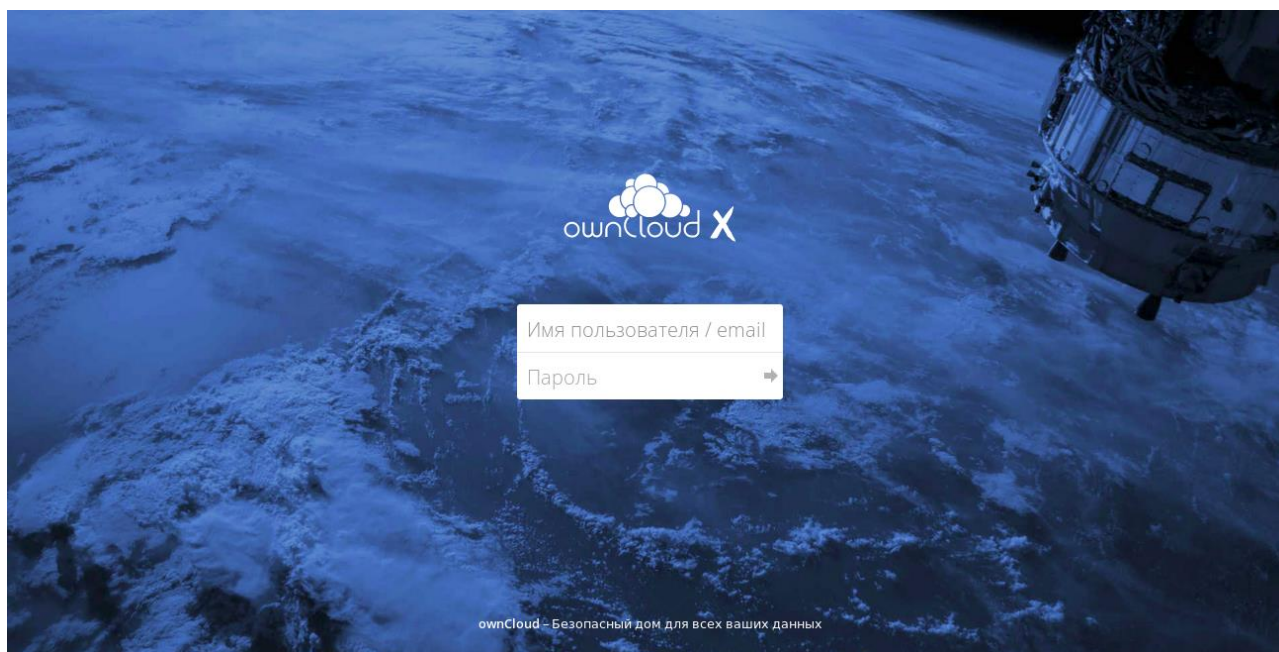 ownCloud X
Имя пользователя / email
Пароль
ownCloud – Безопасный дом для всех ваших данных